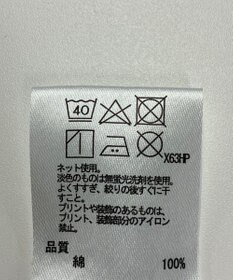 40
X63HP
ネット使用。
淡色のものは無蛍光洗剤を使用。
よくすすぎ、絞りの後すぐに干
すこと。
プリントや装飾のあるものは、
プリント、装飾部分のアイロン
禁止。
品質
綿 100%